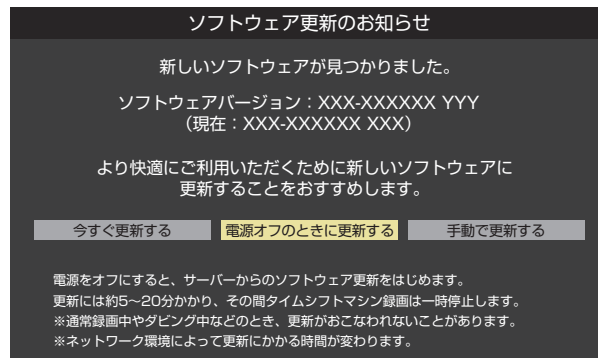 ソフトウェア更新のお知らせ
新しいソフトウェアが見つかりました。
ソフトウェアバージョン：XXX-XXXXXX YYY
（現在：XXX-XXXXXX XXX）
より快適にご利用いただくために新しいソフトウェアに
更新することをおすすめします。
今すぐ更新する 電源オフのときに更新する 手動で更新する
電源をオフにすると、サーバーからのソフトウェア更新をはじめます。
更新には約5～20分かかり、その間タイムシフトマシン録画は一時停止します。
※通常録画中やダビング中などのとき、更新がおこなわれないことがあります。
※ネットワーク環境によって更新にかかる時間が変わります。